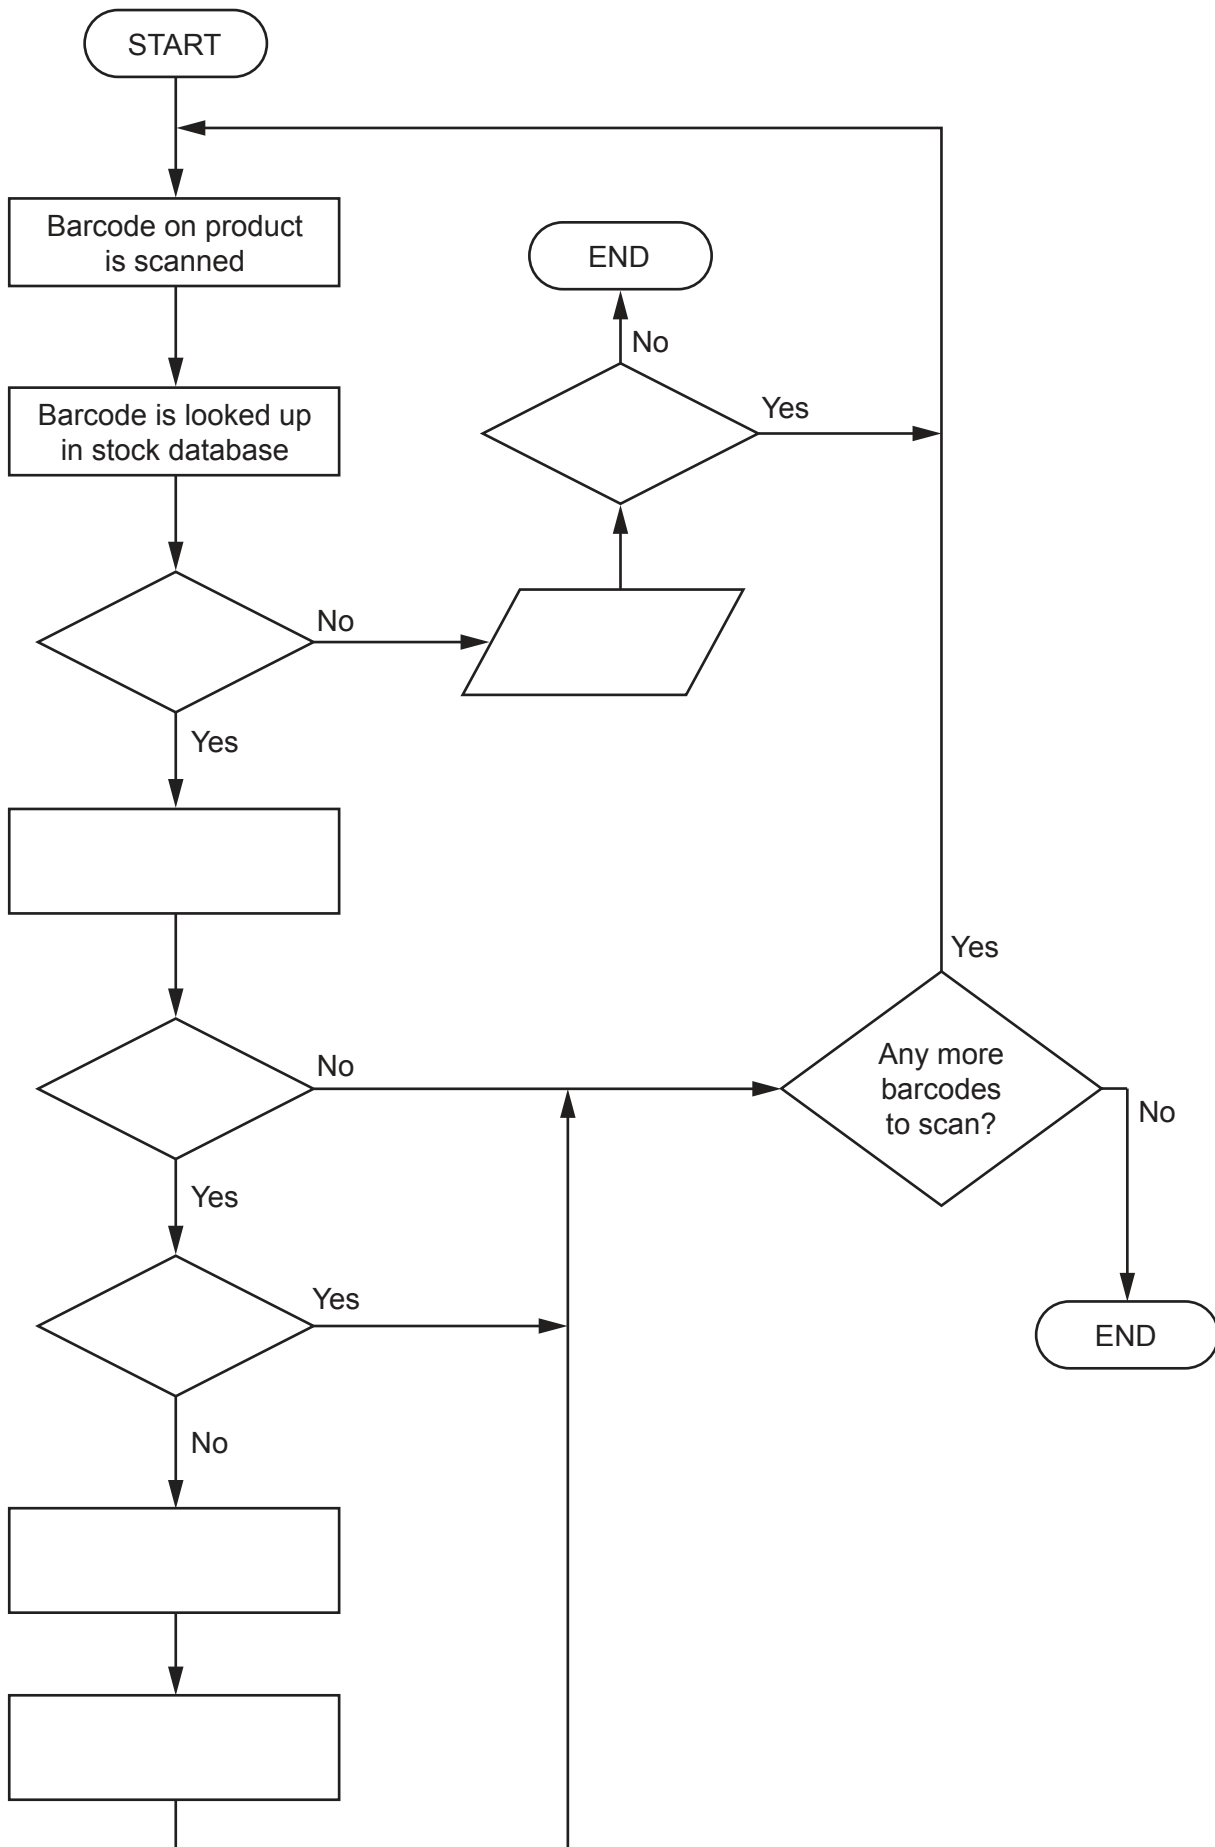 START
Barcode on product
is scanned
END
No
Barcode is looked up
in stock database
Yes
No
Yes
Yes
No
Any more
barcodes
to scan?
No
Yes
Yes
END
No